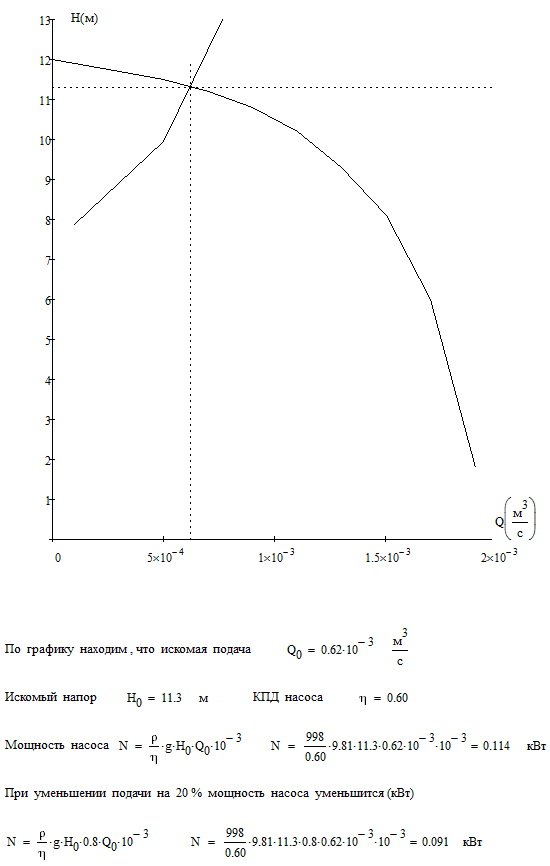 H(м)
13
12
11
10
9
8
7
6
5
4
3
2
1
Q(м³/с)
0 5×10⁻⁴ 1×10⁻³ 1.5×10⁻³ 2×10⁻³
По графику находим , что искомая подача Q₀ = 0.62·10⁻³ м³/с
Искомый напор H₀ = 11.3 м КПД насоса η = 0.60
Мощность насоса N = ρ/η·g·H₀·Q₀·10⁻³ N = 998/0.60·9.81·11.3·0.62·10⁻³·10⁻³ = 0.114 кВт
При уменьшении подачи на 20 % мощность насоса уменьшится (кВт)
N = ρ/η·g·H₀·0.8·Q₀·10⁻³ N = 998/0.60·9.81·11.3·0.8·0.62·10⁻³·10⁻³ = 0.091 кВт